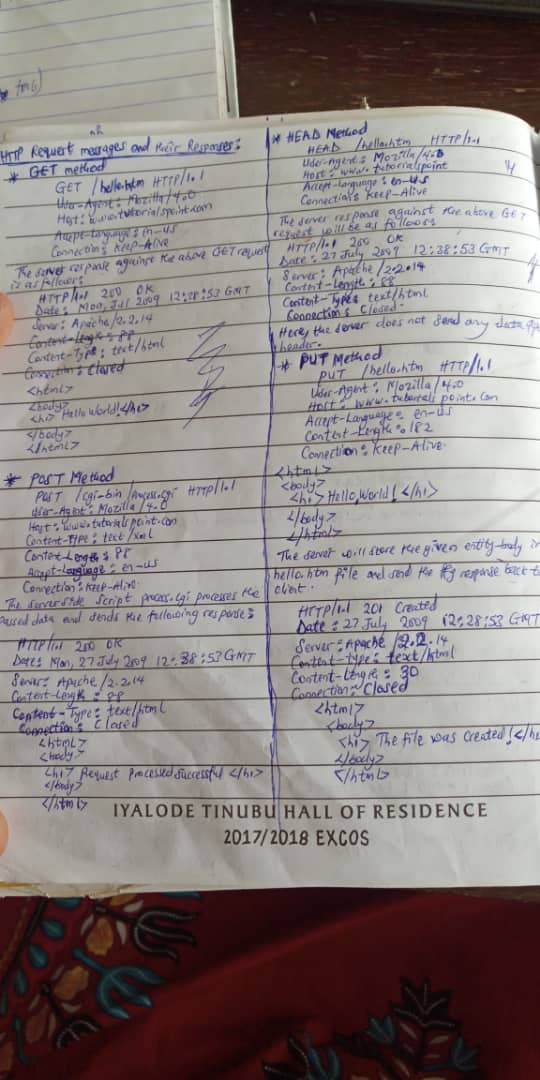 HTTP Request messages and their Responses:
* GET method
GET /hello.htm HTTP/1.1
User-Agent: Mozilla/4.0
Host: www.tutorialspoint.com
Accept-language: en-us
Connection: Keep-Alive
The server response against the above GET request
is as follows:
HTTP/1.1 200 OK
Date: Mon, Jul 2009 12:28:53 GMT
Server: Apache/2.2.14
Content-Length: 88
Content-Type: text/html
Connection: Closed
<html>
<body>
<h1> Hello World! </h1>
</body>
</html>
* POST Method
POST /cgi-bin/process.cgi HTTP/1.1
User-Agent: Mozilla/4.0
Host: www.tutorialspoint.com
Content-Type: text/xml
Content-Length: 88
Accept-language: en-us
Connection: Keep-Alive.
The server side script process.cgi processes the
passed data and sends the following response:
HTTP/1.1 200 OK
Date: Mon, 27 July 2009 12:28:53 GMT
Server: Apache/2.2.14
Content-Length: 88
Content-Type: text/html
Connection: Closed
<html>
<body>
<h1> Request Processed Successful </h1>
</body>
</html>
* HEAD Method
HEAD /hello.htm HTTP/1.1
User-Agent: Mozilla/4.0
Host: www.tutorialspoint
Accept-Language: en-us
Connection: Keep-Alive
The server response against the above GET
request will be as follows
HTTP/1.1 200 OK
Date: 27 July 2009 12:28:53 GMT
Server: Apache/2.2.14
Content-Length: 88
Content-Type: text/html
Connection: Closed.
Here, the server does not send any data
header.
* PUT Method
PUT /hello.htm HTTP/1.1
User-Agent: Mozilla/4.0
Host: www.tutorialspoint.com
Accept-Language: en-us
Content-Length: 182
Connection: Keep-Alive.
<html>
<body>
<h1> Hello, World! </h1>
</body>
</html>
The server will store the given entity-body in
hello.htm file and send the response back to
client.
HTTP/1.1 201 Created
Date: 27 July 2009 12:28:53 GMT
Server: Apache/2.2.14
Content-type: text/html
Content-Length: 30
Connection: Closed
<html>
<body>
<h1> The file was created! </h1
</body>
</html>
IYALODE TINUBU HALL OF RESIDENCE
2017/2018 EXCOS